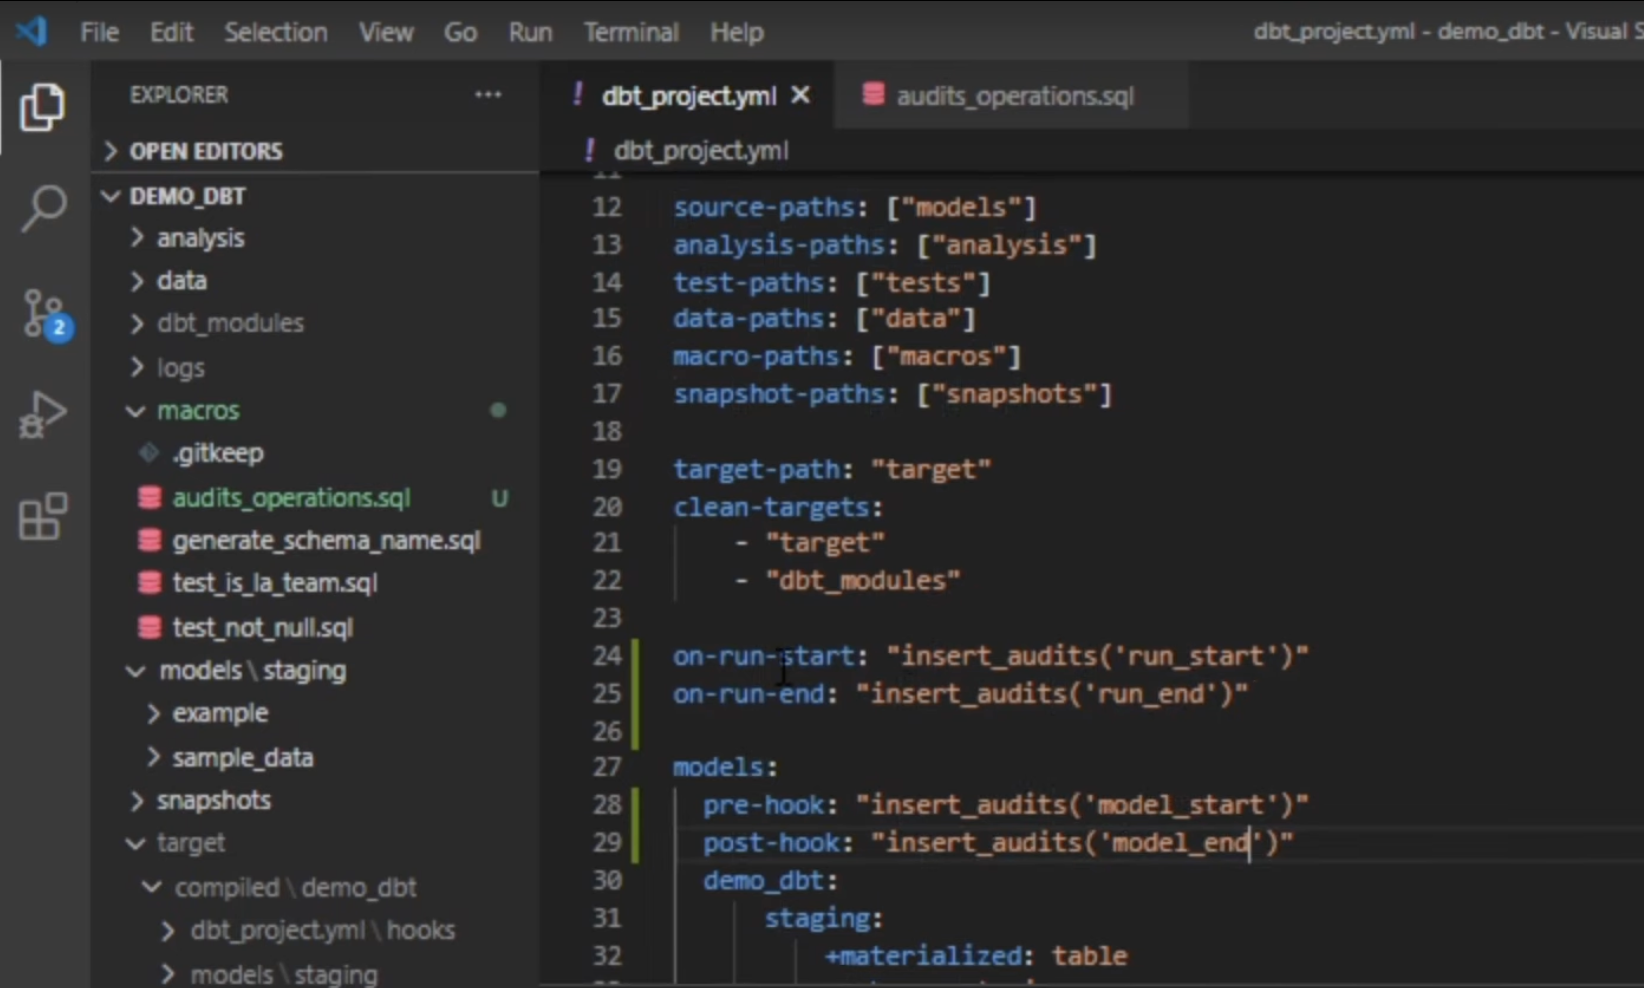 File Edit Selection View Go Run Terminal Help
dbt_project.yml - demo_dbt - Visual S
EXPLORER ...
OPEN EDITORS
DEMO_DBT
analysis
data
dbt_modules
logs
macros
.gitkeep
audits_operations.sql U
generate_schema_name.sql
test_is_la_team.sql
test_not_null.sql
models \ staging
example
sample_data
snapshots
target
compiled \ demo_dbt
dbt_project.yml \ hooks
models \ staging
2
! dbt_project.yml ×
audits_operations.sql
! dbt_project.yml
11
12 source-paths: ["models"]
13 analysis-paths: ["analysis"]
14 test-paths: ["tests"]
15 data-paths: ["data"]
16 macro-paths: ["macros"]
17 snapshot-paths: ["snapshots"]
18
19 target-path: "target"
20 clean-targets:
21 - "target"
22 - "dbt_modules"
23
24 on-run-start: "insert_audits('run_start')"
25 on-run-end: "insert_audits('run_end')"
26
27 models:
28 pre-hook: "insert_audits('model_start')"
29 post-hook: "insert_audits('model_end')"
30 demo_dbt:
31 staging:
32 +materialized: table